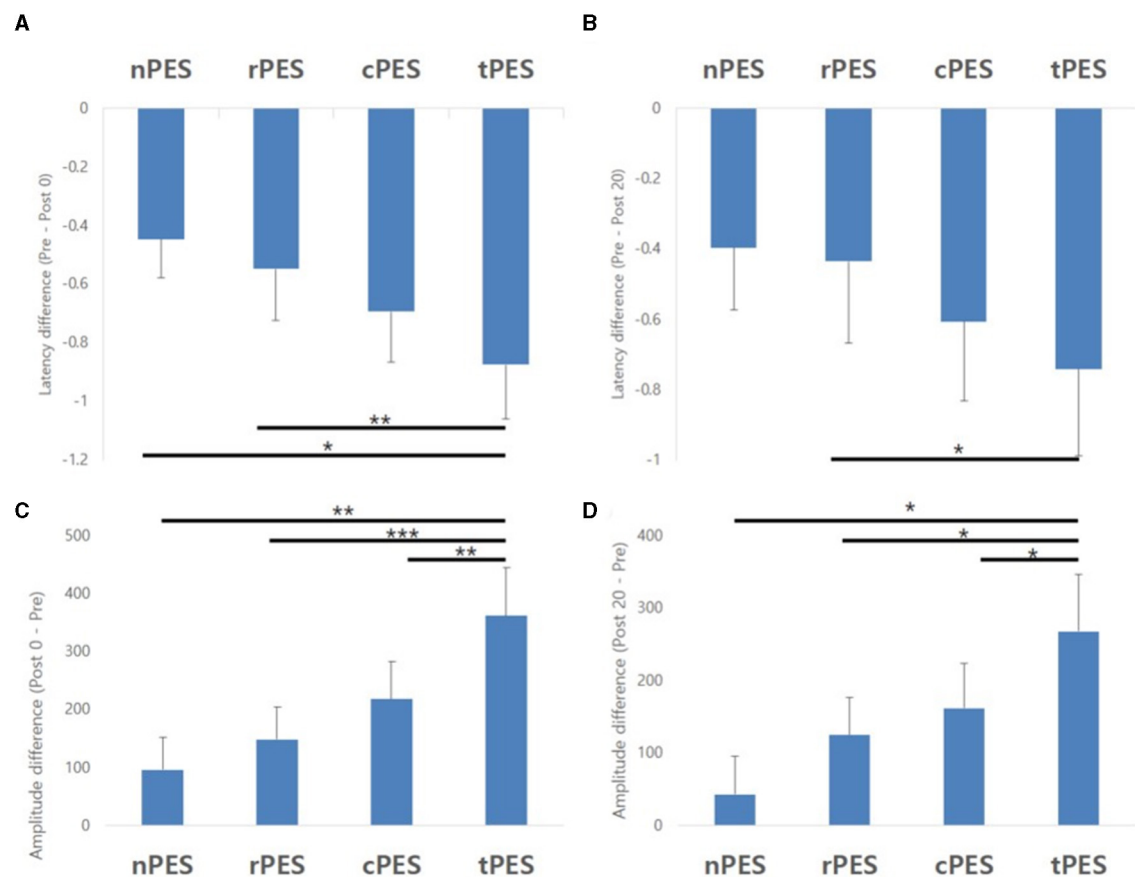 A
nPES rPES cPES tPES
0
-0.2
-0.4
-0.6
-0.8
-1
-1.2
Latency difference (Pre - Post 0)
**
*
B
nPES rPES cPES tPES
0
-0.2
-0.4
-0.6
-0.8
-1
Latency difference (Pre - Post 20)
*
C
**
***
**
500
400
300
200
100
0
Amplitude difference (Post 0 - Pre)
nPES rPES cPES tPES
D
*
*
*
400
300
200
100
0
Amplitude difference (Post 20 - Pre)
nPES rPES cPES tPES